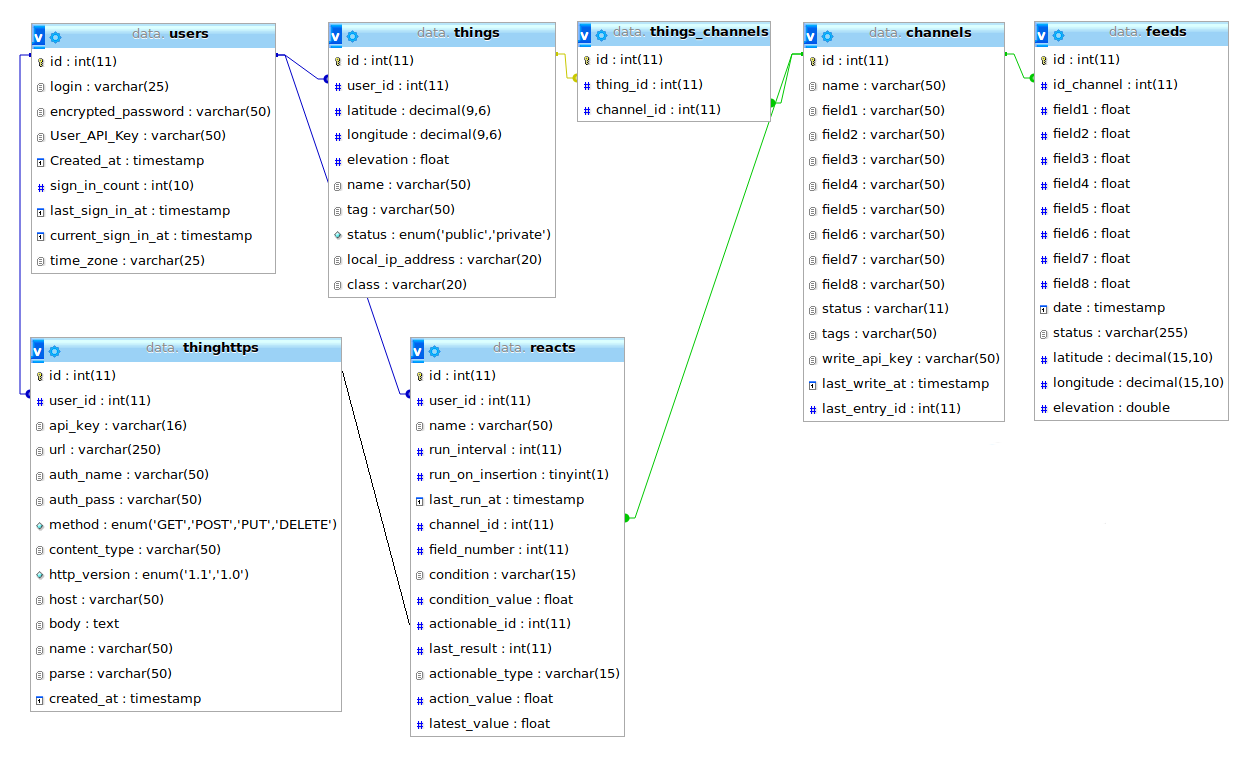 data. users
id : int(11)
login : varchar(25)
encrypted_password : varchar(50)
User_API_Key : varchar(50)
Created_at : timestamp
sign_in_count : int(10)
last_sign_in_at : timestamp
current_sign_in_at : timestamp
time_zone : varchar(25)
data. things
id : int(11)
user_id : int(11)
latitude : decimal(9,6)
longitude : decimal(9,6)
elevation : float
name : varchar(50)
tag : varchar(50)
status : enum('public','private')
local_ip_address : varchar(20)
class : varchar(20)
data. things_channels
id : int(11)
thing_id : int(11)
channel_id : int(11)
data. channels
id : int(11)
name : varchar(50)
field1 : varchar(50)
field2 : varchar(50)
field3 : varchar(50)
field4 : varchar(50)
field5 : varchar(50)
field6 : varchar(50)
field7 : varchar(50)
field8 : varchar(50)
status : varchar(11)
tags : varchar(50)
write_api_key : varchar(50)
last_write_at : timestamp
last_entry_id : int(11)
data. feeds
id : int(11)
id_channel : int(11)
field1 : float
field2 : float
field3 : float
field4 : float
field5 : float
field6 : float
field7 : float
field8 : float
date : timestamp
status : varchar(255)
latitude : decimal(15,10)
longitude : decimal(15,10)
elevation : double
data. thinghttps
id : int(11)
user_id : int(11)
api_key : varchar(16)
url : varchar(250)
auth_name : varchar(50)
auth_pass : varchar(50)
method : enum('GET','POST','PUT','DELETE')
content_type : varchar(50)
http_version : enum('1.1','1.0')
host : varchar(50)
body : text
name : varchar(50)
parse : varchar(50)
created_at : timestamp
data. reacts
id : int(11)
user_id : int(11)
name : varchar(50)
run_interval : int(11)
run_on_insertion : tinyint(1)
last_run_at : timestamp
channel_id : int(11)
field_number : int(11)
condition : varchar(15)
condition_value : float
actionable_id : int(11)
last_result : int(11)
actionable_type : varchar(15)
action_value : float
latest_value : float